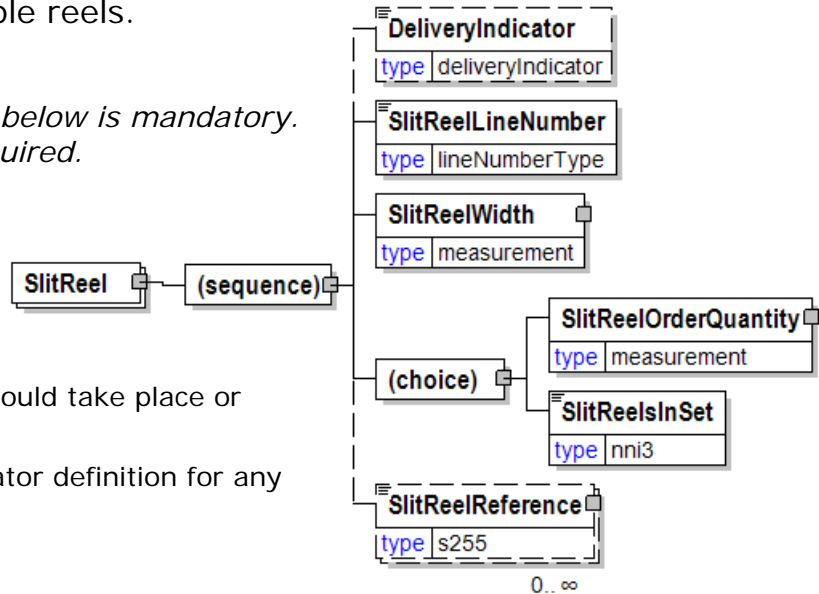 ble reels.
below is mandatory.
uired.
ould take place or
ator definition for any
SlitReel
(sequence)
DeliveryIndicator
type deliveryIndicator
SlitReelLineNumber
type lineNumberType
SlitReelWidth
type measurement
(choice)
SlitReelOrderQuantity
type measurement
SlitReelsInSet
type nni3
SlitReelReference
type s255
0.. ∞